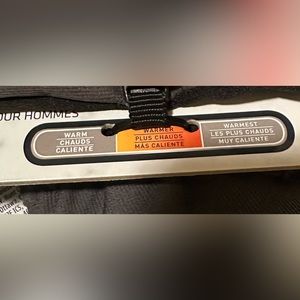 OUR HOMMES
WARM
CHAUDS
CALIENTE
WARMER
PLUS CHAUDS
MÁS CALIENTE
WARMEST
LES PLUS CHAUDS
MUY CALIENTE